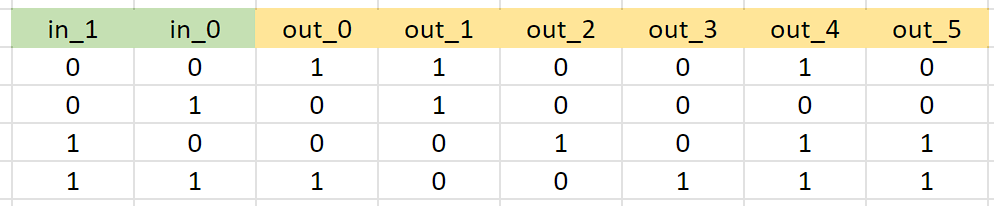 in_1 in_0 out_0 out_1 out_2 out_3 out_4 out_5
0 0 1 1 0 0 1 0
0 1 0 1 0 0 0 0
1 0 0 0 1 0 1 1
1 1 1 0 0 1 1 1